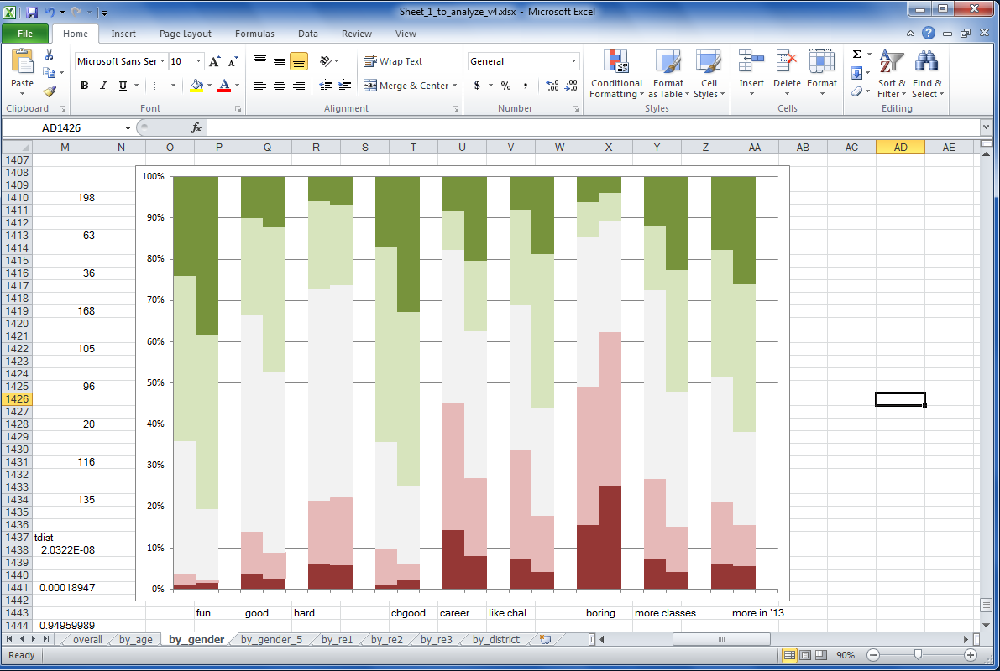 Sheet_1_to_analyze_v4.xlsx - Microsoft Excel
File Home Insert Page Layout Formulas Data Review View
Paste
Microsoft Sans Ser 10
B I U A
Wrap Text
Merge & Center
General
$ % , .00 .0
Conditional Formatting
Format as Table
Cell Styles
Insert Delete Format
Σ
Sort & Filter
Find & Select
Clipboard Font Alignment Number Styles Cells Editing
AD1426 fx
M N O P Q R S T U V W X Y Z AA AB AC AD AE
1407
1408
1409
1410 198
1411
1412
1413 63
1414
1415
1416 36
1417
1418
1419 168
1420
1421
1422 105
1423
1424
1425 96
1426
1427
1428 20
1429
1430
1431 116
1432
1433
1434 135
1435
1436
1437 tdist
1438 2.0322E-08
1439
1440
1441 0.00018947
1442
1443
1444 0.94959989
100%
90%
80%
70%
60%
50%
40%
30%
20%
10%
0%
fun good hard cbgood career like chal boring more classes more in '13
overall by_age by_gender by_gender_5 by_re1 by_re2 by_re3 by_district
Ready 90%